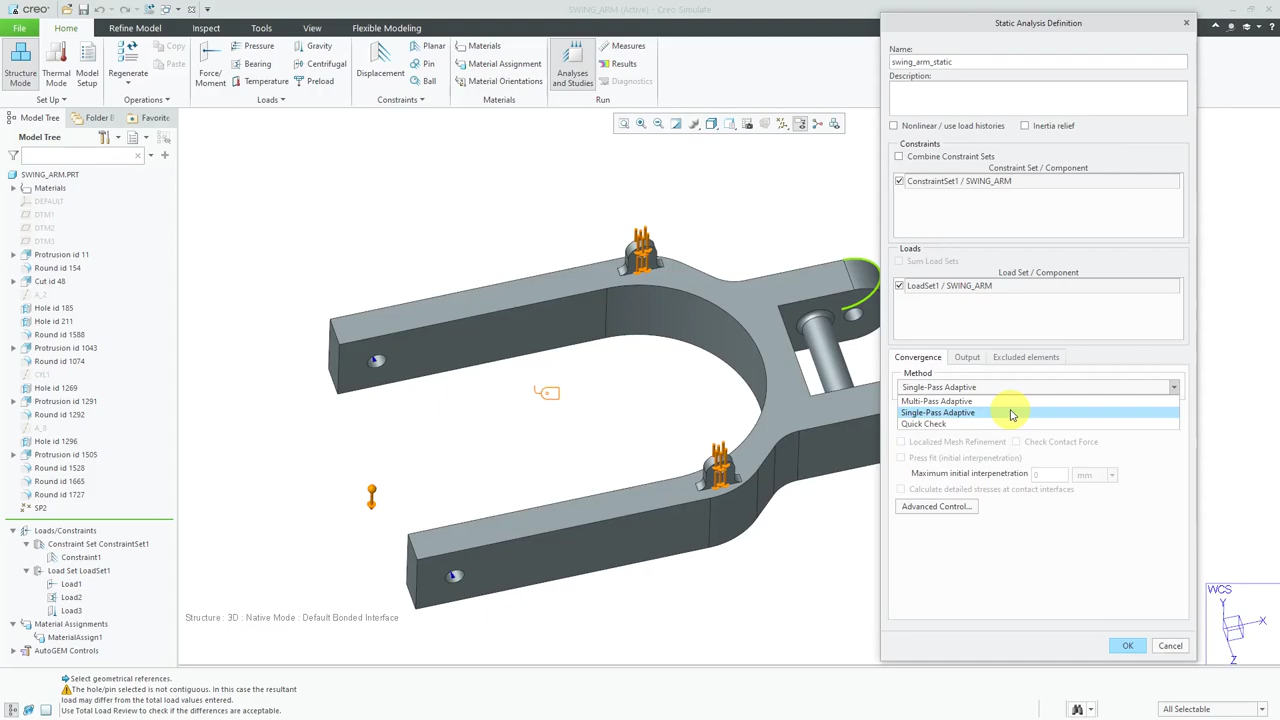 creo
SWING_ARM (Active) - Creo Simulate
File
Home
Refine Model
Inspect
Tools
View
Flexible Modeling
Structure Mode
Thermal Mode
Model Setup
Set Up
Regenerate
Copy
Paste
Operations
Force/Moment
Pressure
Bearing
Temperature
Gravity
Centrifugal
Preload
Loads
Displacement
Planar
Pin
Ball
Constraints
Materials
Material Assignment
Material Orientations
Materials
Analyses and Studies
Measures
Results
Diagnostics
Run
Model Tree
Folder B
Favorite
Model Tree
SWING_ARM.PRT
Materials
DEFAULT
DTM1
DTM2
DTM3
Protrusion id 11
Round id 154
Cut id 48
A_2
Hole id 185
Hole id 211
Round id 1588
Protrusion id 1043
Round id 1074
CYL1
Hole id 1269
Protrusion id 1281
Round id 1292
Hole id 1296
Protrusion id 1505
Round id 1528
Round id 1665
Round id 1727
SP2
Loads/Constraints
Constraint Set ConstraintSet1
Constraint1
Load Set LoadSet1
Load1
Load2
Load3
Material Assignments
MaterialAssign1
AutoGEM Controls
Structure : 3D : Native Mode : Default Bonded Interface
WCS
Y
X
Z
Static Analysis Definition
Name:
swing_arm_static
Description:
Nonlinear / use load histories
Inertia relief
Constraints
Combine Constraint Sets
Constraint Set / Component
ConstraintSet1 / SWING_ARM
Loads
Sum Load Sets
Load Set / Component
LoadSet1 / SWING_ARM
Convergence
Output
Excluded elements
Method
Single-Pass Adaptive
Multi-Pass Adaptive
Single-Pass Adaptive
Quick Check
Localized Mesh Refinement
Check Contact Force
Press fit (initial interpenetration)
Maximum initial interpenetration
0
mm
Calculate detailed stresses at contact interfaces
Advanced Control...
OK
Cancel
Select geometrical references.
The hole/pin selected is not contiguous. In this case the resultant
load may differ from the total load values entered.
Use Total Load Review to check if the differences are acceptable.
All Selectable